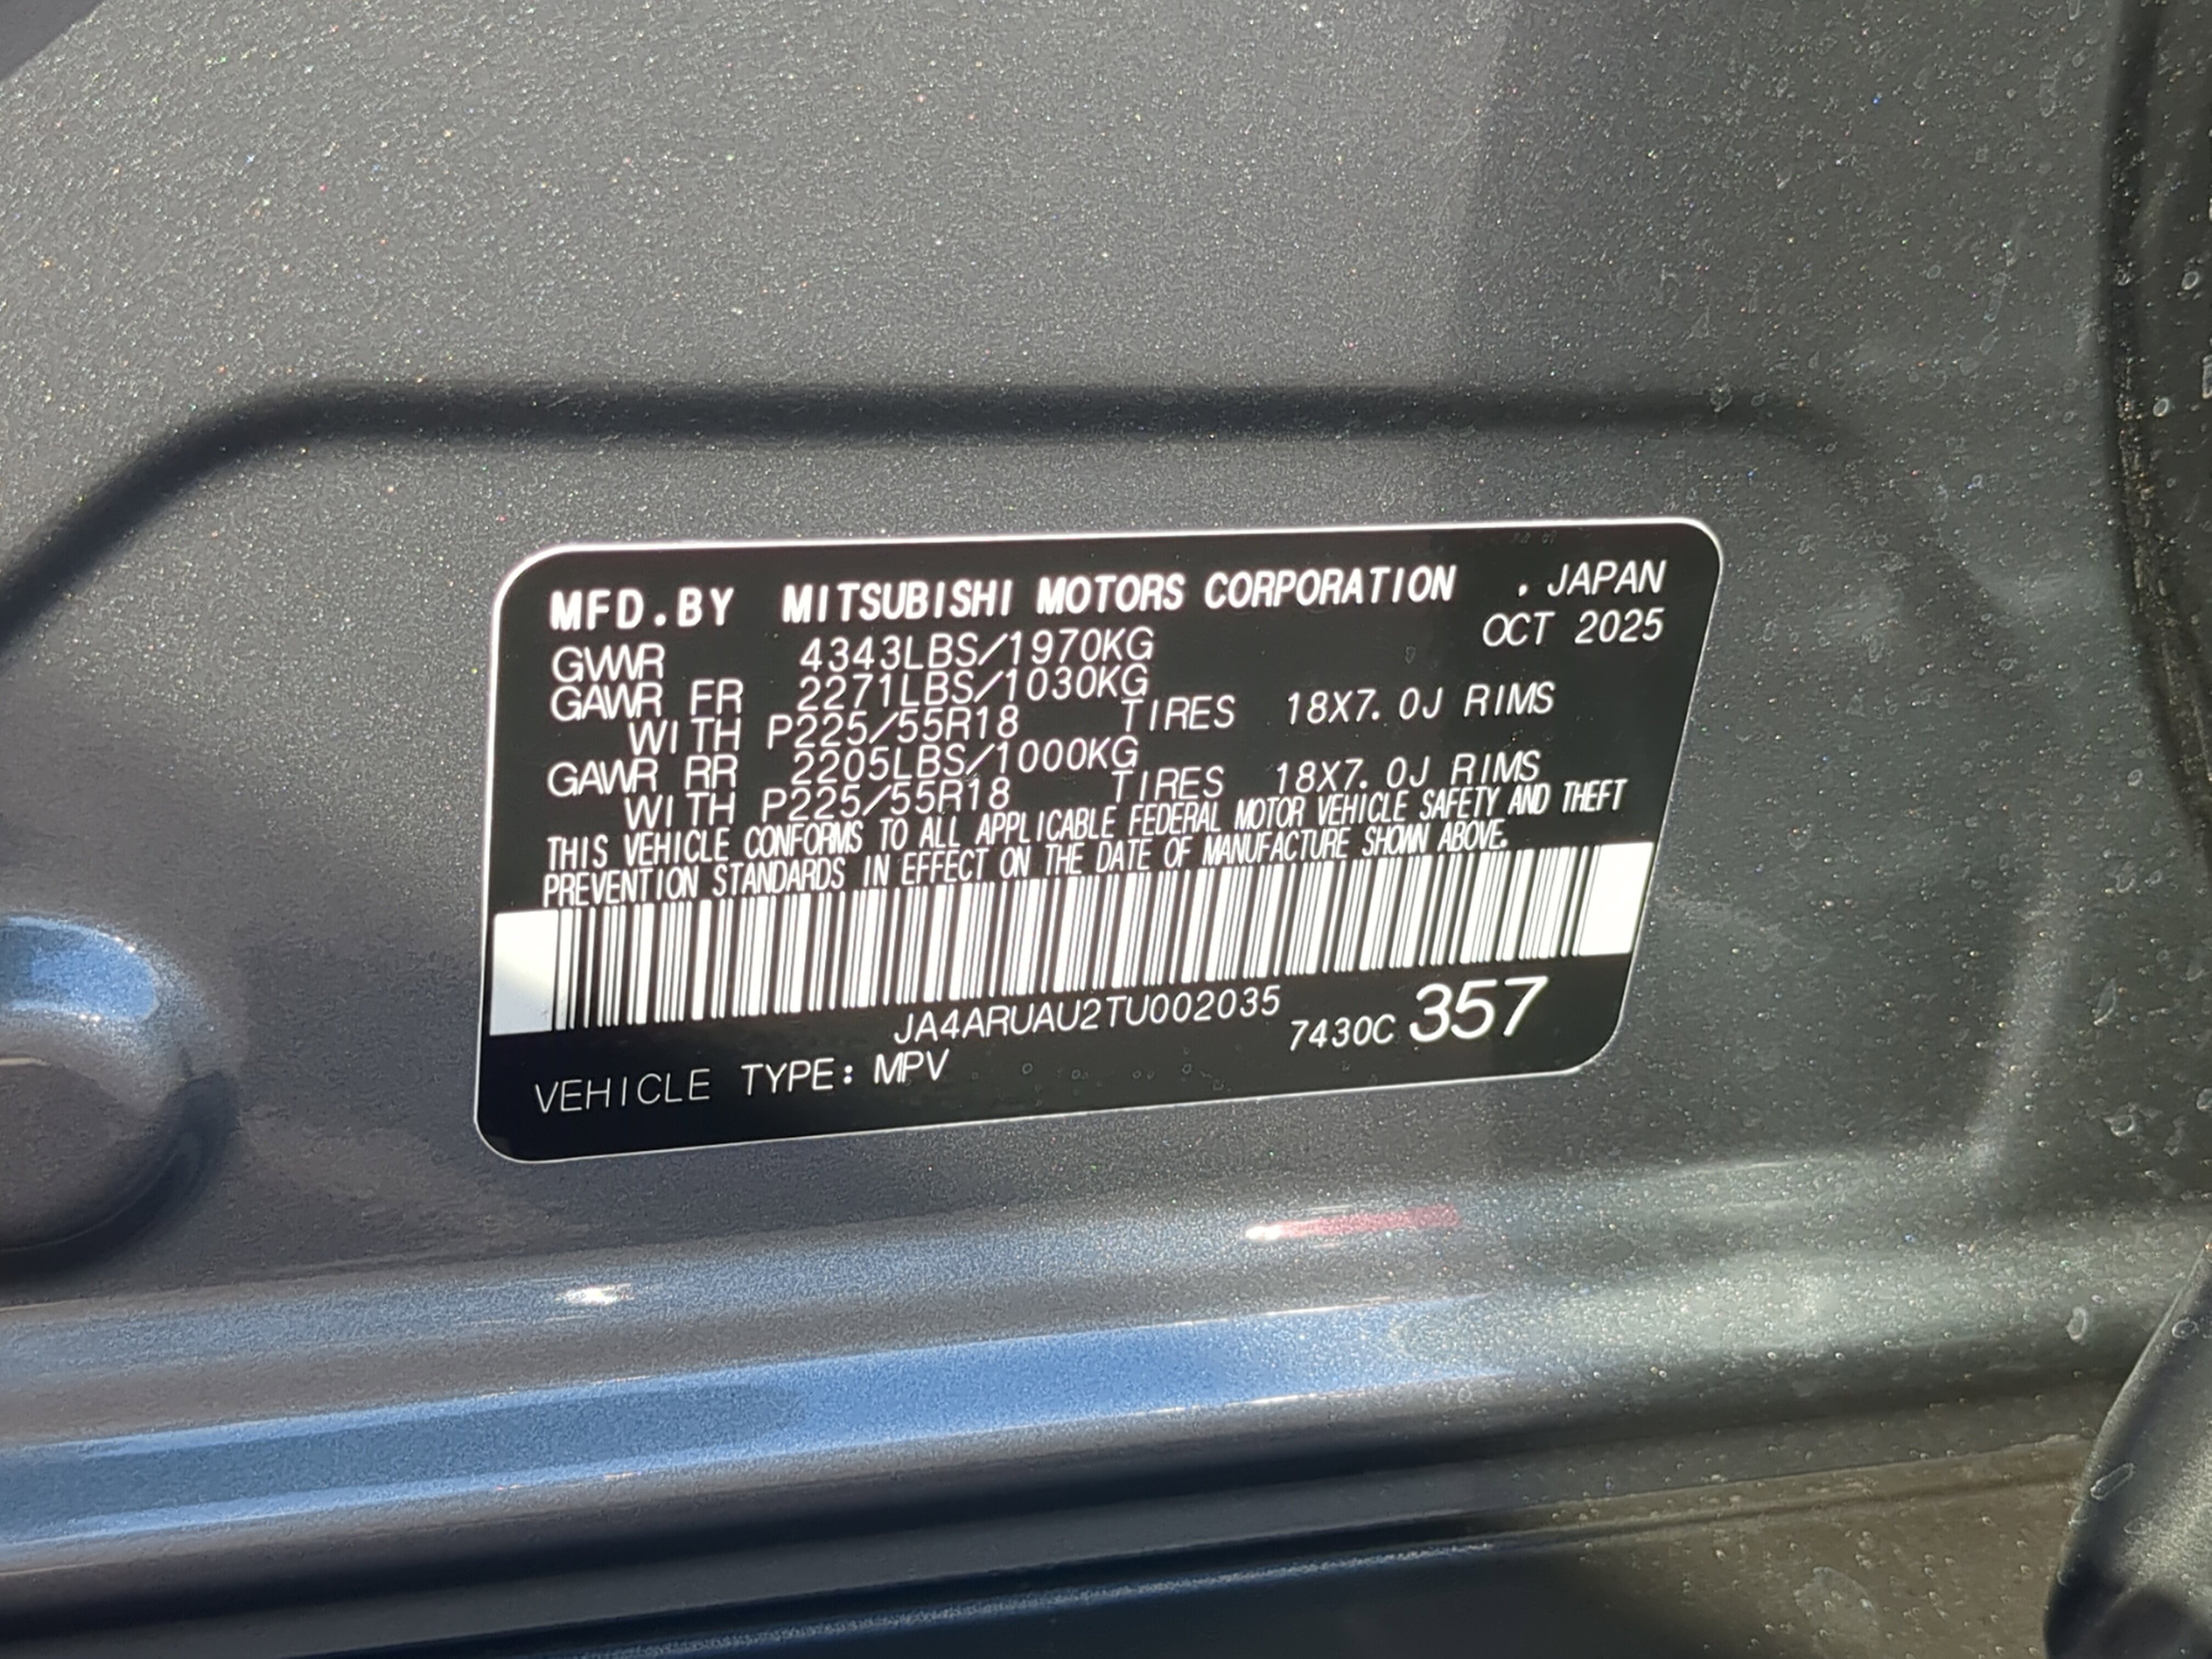 MFD.BY MITSUBISHI MOTORS CORPORATION . JAPAN
OCT 2025
GVWR 4343LBS/1970KG
GAWR FR 2271LBS/1030KG
WITH P225/55R18 TIRES 18X7.0J RIMS
GAWR RR 2205LBS/1000KG
WITH P225/55R18 TIRES 18X7.0J RIMS
THIS VEHICLE CONFORMS TO ALL APPLICABLE FEDERAL MOTOR VEHICLE SAFETY AND THEFT
PREVENTION STANDARDS IN EFFECT ON THE DATE OF MANUFACTURE SHOWN ABOVE.
JA4ARUAU2TU002035
7430C 357
VEHICLE TYPE: MPV